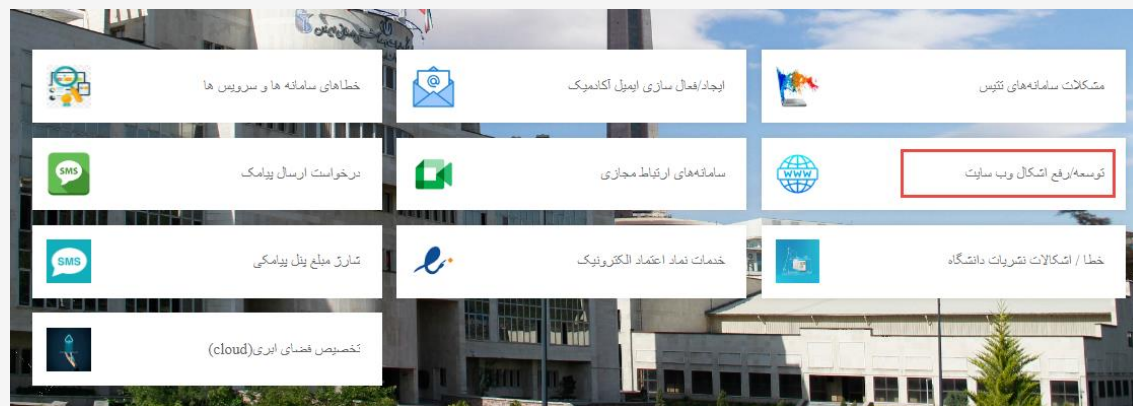 مشکلات سامانه‌های تتیس
ایجاد/فعال سازی ایمیل آکادمیک
خطاهای سامانه ها و سرویس ها
توسعه/رفع اشکال وب سایت
WWW
سامانه‌های ارتباط مجازی
درخواست ارسال پیامک
SMS
خطا / اشکالات نشریات دانشگاه
خدمات نماد اعتماد الکترونیک
شارژ مبلغ پنل پیامکی
SMS
تخصیص فضای ابری(cloud)